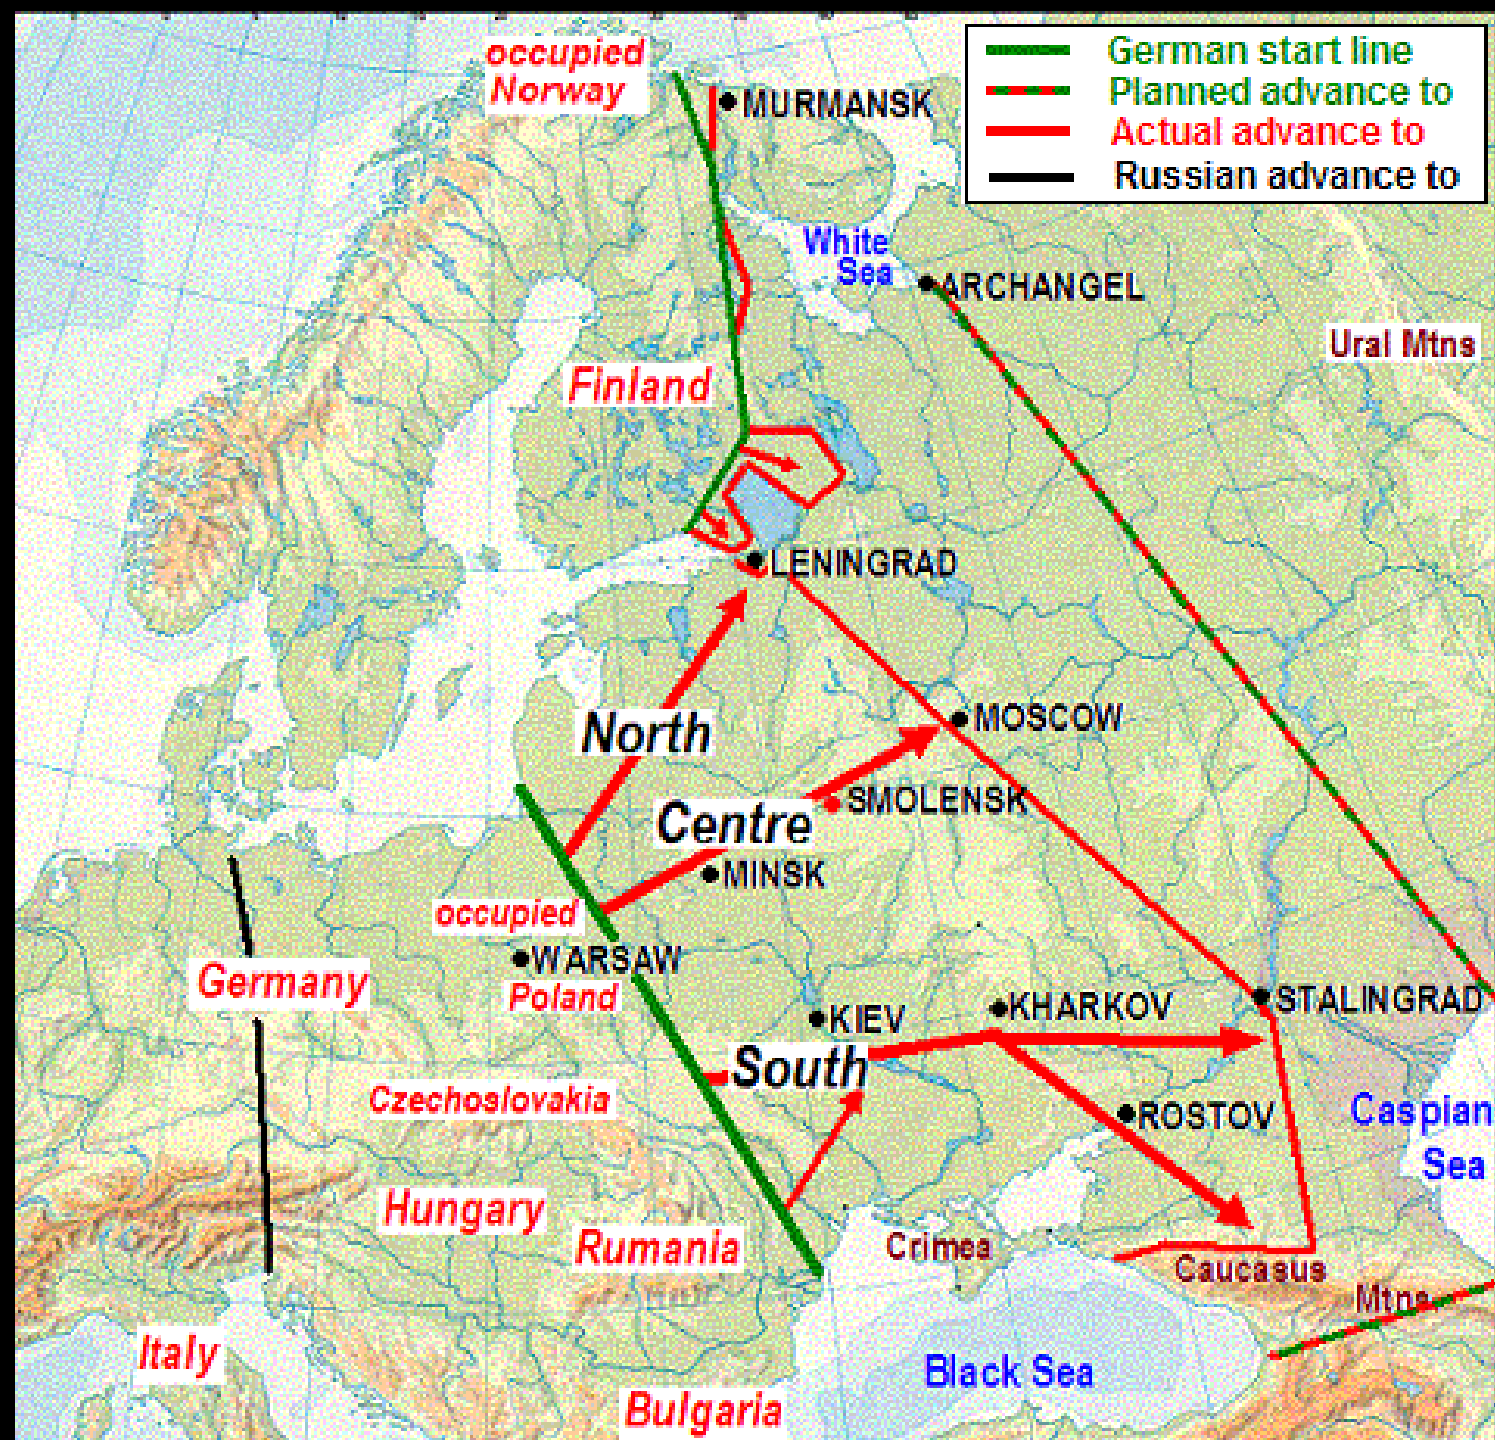 occupied
Norway
German start line
Planned advance to
Actual advance to
Russian advance to
MURMANSK
White
Sea
ARCHANGEL
Ural Mtns
Finland
LENINGRAD
North
MOSCOW
Centre
SMOLENSK
MINSK
occupied
WARSAW
Poland
Germany
KIEV
KHARKOV
STALINGRAD
South
Czechoslovakia
ROSTOV
Caspian
Sea
Hungary
Rumania
Crimea
Caucasus
Mtns
Italy
Black Sea
Bulgaria